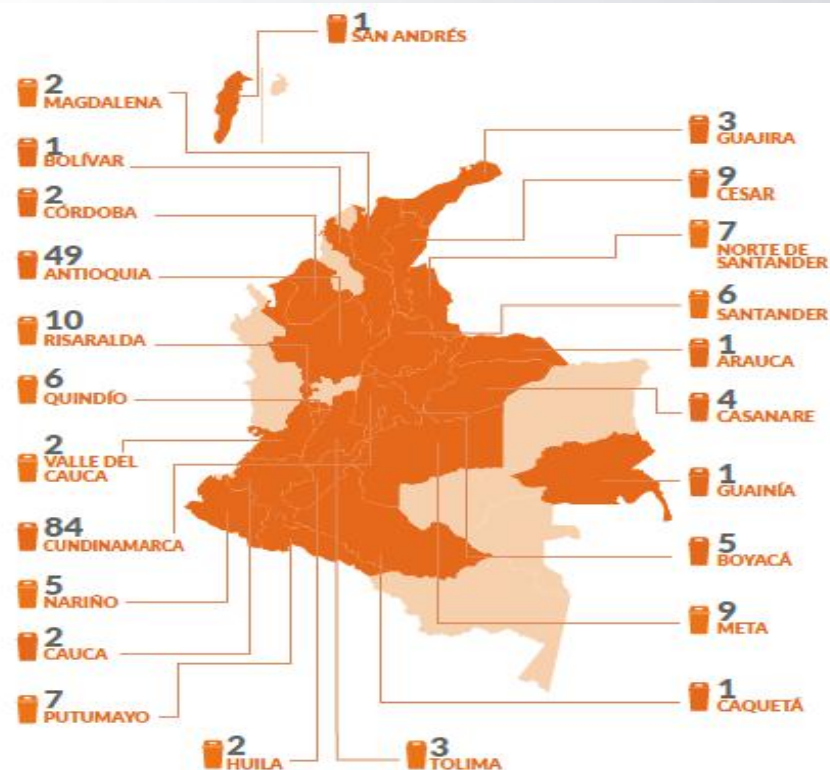 1
SAN ANDRÉS
2
MAGDALENA
1
BOLÍVAR
2
CÓRDOBA
49
ANTIOQUIA
10
RISARALDA
6
QUINDÍO
2
VALLE DEL
CAUCA
84
CUNDINAMARCA
5
NARIÑO
2
CAUCA
7
PUTUMAYO
2
HUILA
3
TOLIMA
3
GUAJIRA
9
CESAR
7
NORTE DE
SANTANDER
6
SANTANDER
1
ARAUCA
4
CASANARE
1
GUAINÍA
5
BOYACÁ
9
META
1
CAQUETÁ